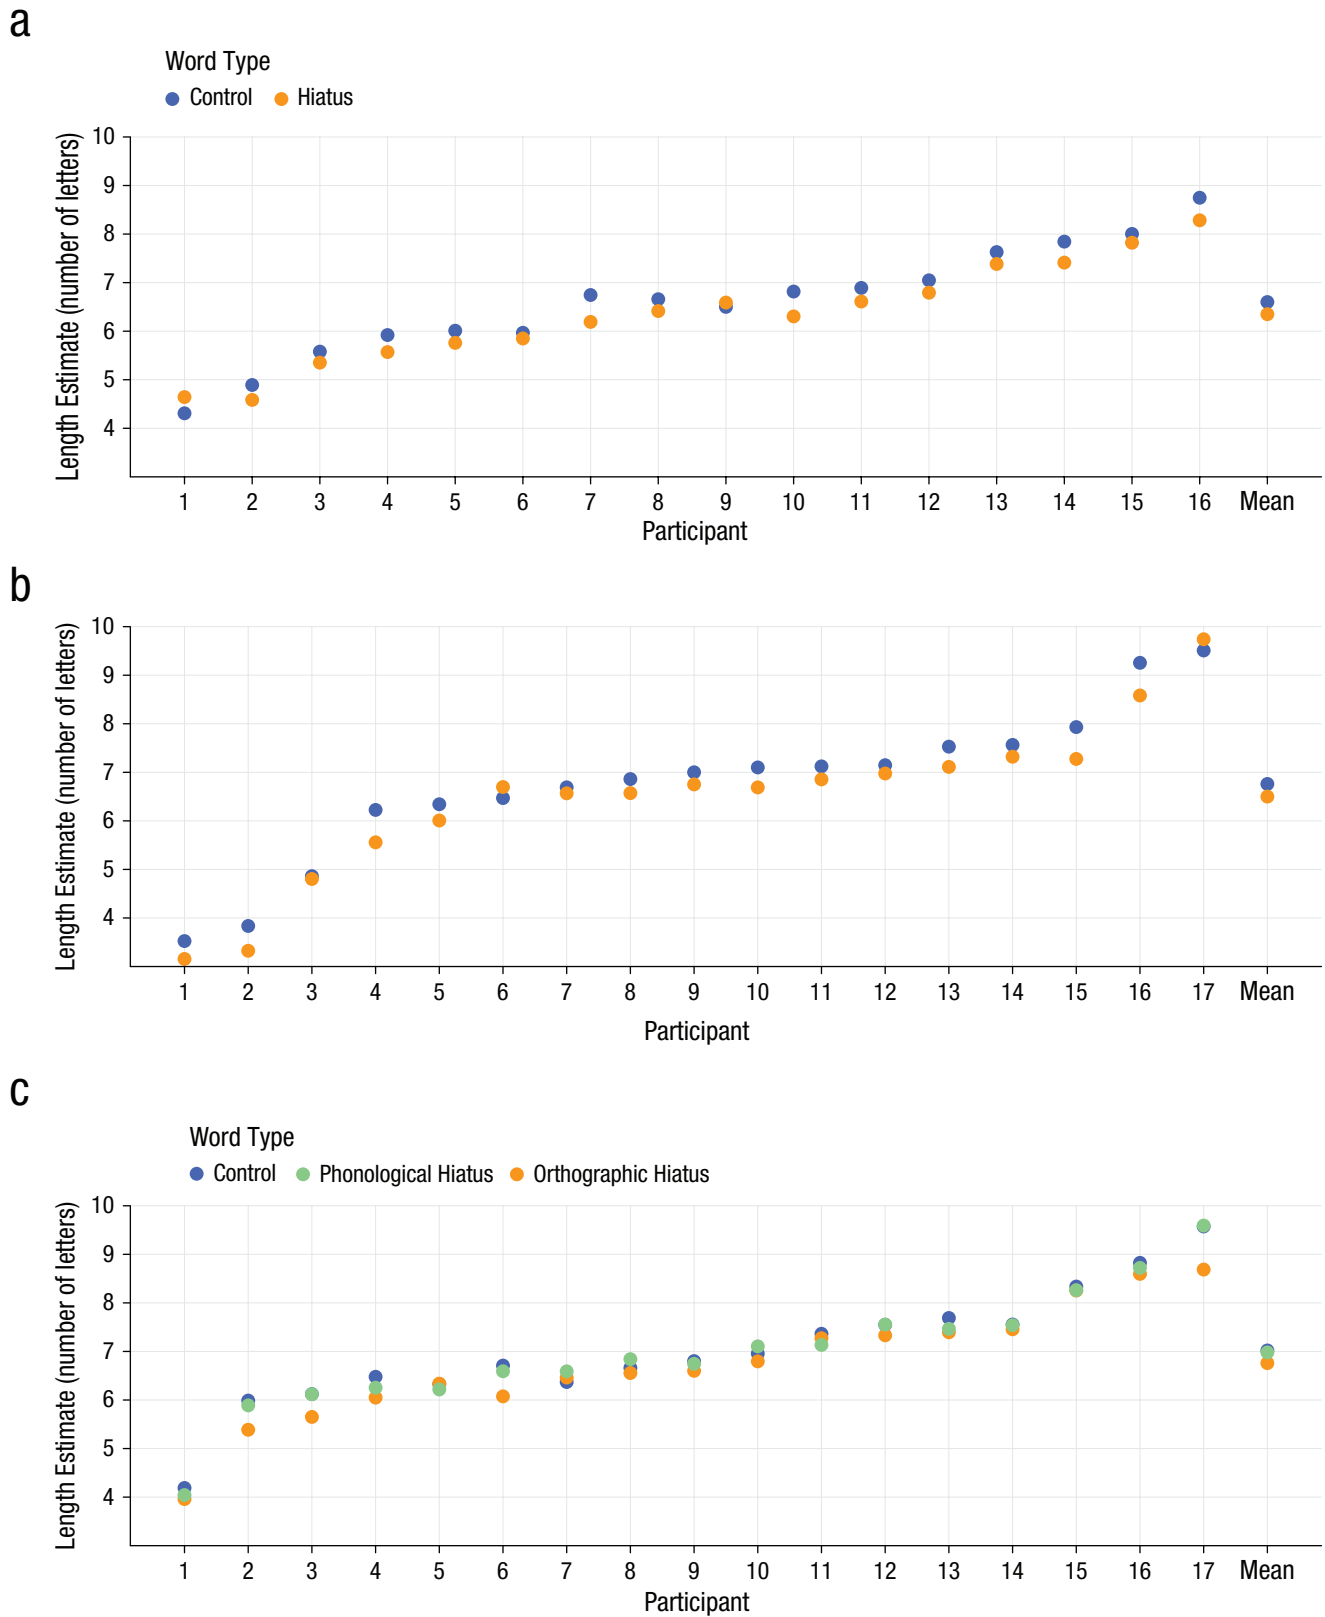 a
Word Type
Control Hiatus
Length Estimate (number of letters)
10
9
8
7
6
5
4
1 2 3 4 5 6 7 8 9 10 11 12 13 14 15 16 Mean
Participant
b
Length Estimate (number of letters)
10
9
8
7
6
5
4
1 2 3 4 5 6 7 8 9 10 11 12 13 14 15 16 17 Mean
Participant
c
Word Type
Control Phonological Hiatus Orthographic Hiatus
Length Estimate (number of letters)
10
9
8
7
6
5
4
1 2 3 4 5 6 7 8 9 10 11 12 13 14 15 16 17 Mean
Participant